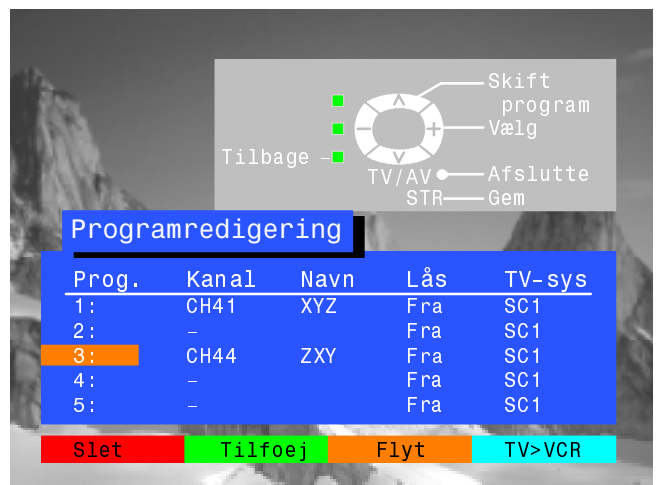 Skift
program
Vælg
Tilbage
TV/AV Afslutte
STR Gem
Programredigering
Prog. Kanal Navn Lås TV-sys
1: CH41 XYZ Fra SC1
2: - Fra SC1
3: CH44 ZXY Fra SC1
4: - Fra SC1
5: - Fra SC1
Slet Tilfoej Flyt TV>VCR